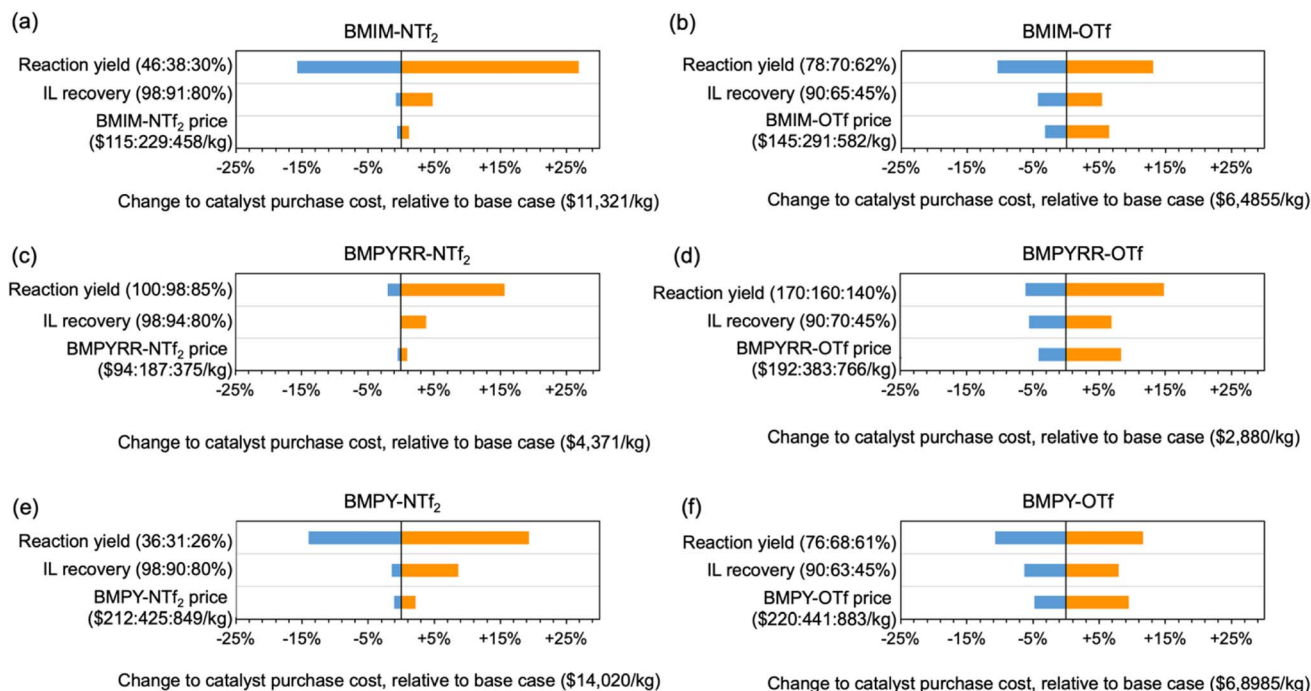 (a)
BMIM-NTf₂
Reaction yield (46:38:30%)
IL recovery (98:91:80%)
BMIM-NTf₂ price
($115:229:458/kg)
-25% -15% -5% +5% +15% +25%
Change to catalyst purchase cost, relative to base case ($11,321/kg)
(b)
BMIM-OTf
Reaction yield (78:70:62%)
IL recovery (90:65:45%)
BMIM-OTf price
($145:291:582/kg)
-25% -15% -5% +5% +15% +25%
Change to catalyst purchase cost, relative to base case ($6,4855/kg)
(c)
BMPYRR-NTf₂
Reaction yield (100:98:85%)
IL recovery (98:94:80%)
BMPYRR-NTf₂ price
($94:187:375/kg)
-25% -15% -5% +5% +15% +25%
Change to catalyst purchase cost, relative to base case ($4,371/kg)
(d)
BMPYRR-OTf
Reaction yield (170:160:140%)
IL recovery (90:70:45%)
BMPYRR-OTf price
($192:383:766/kg)
-25% -15% -5% +5% +15% +25%
Change to catalyst purchase cost, relative to base case ($2,880/kg)
(e)
BMPY-NTf₂
Reaction yield (36:31:26%)
IL recovery (98:90:80%)
BMPY-NTf₂ price
($212:425:849/kg)
-25% -15% -5% +5% +15% +25%
Change to catalyst purchase cost, relative to base case ($14,020/kg)
(f)
BMPY-OTf
Reaction yield (76:68:61%)
IL recovery (90:63:45%)
BMPY-OTf price
($220:441:883/kg)
-25% -15% -5% +5% +15% +25%
Change to catalyst purchase cost, relative to base case ($6,8985/kg)